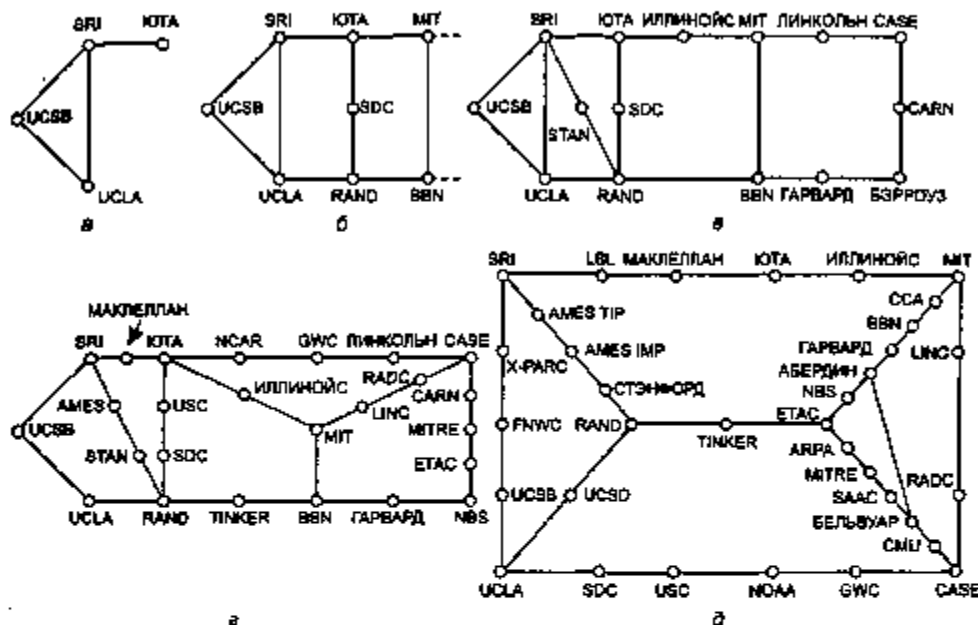 SRI ЮТА
UCSB
UCLA
а
SRI ЮТА MIT
UCSB
SDC
UCLA RAND BBN
б
SRI ЮТА ИЛЛИНОЙС MIT ЛИНКОЛЬН CASE
UCSB
STAN
SDC
CARN
UCLA RAND BBN ГАРВАРД БЭРРОУЗ
в
МАКЛЕЛЛАН
SRI ЮТА NCAR GWC ЛИНКОЛЬН CASE
ИЛЛИНОЙС
RADC
CARN
AMES
USC
LINC
UCSB
MIT
MITRE
STAN
SDC
ETAC
UCLA RAND TINKER BBN ГАРВАРД NBS
г
SRI LBL МАКЛЕЛЛАН ЮТА ИЛЛИНОЙС MIT
CCA
AMES TIP
BBN
X-PARC
AMES IMP
ГАРВАРД
LINC
АБЕРДИН
СТЭНФОРД
NBS
FNWC
RAND
TINKER
ETAC
ARPA
MITRE
UCSB
UCSD
SAAC
RADC
БЕЛЬВУАР
CMU
UCLA SDC USC NOAA GWC CASE
д